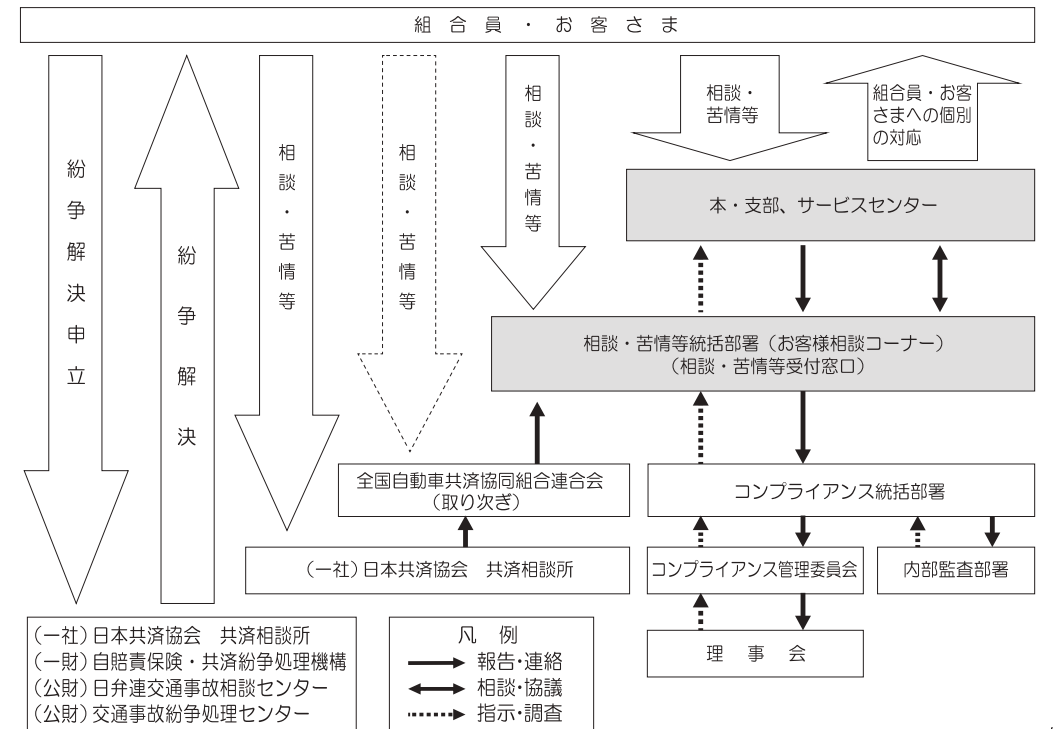 組合員・お客さま
紛争解決申立
紛争解決
相談・苦情等
相談・苦情等
相談・苦情等
相談・
苦情等
組合員・お客
さまへの個別
の対応
本・支部、サービスセンター
相談・苦情等統括部署（お客様相談コーナー）
（相談・苦情等受付窓口）
全国自動車共済協同組合連合会
（取り次ぎ）
コンプライアンス統括部署
（一社）日本共済協会　共済相談所
コンプライアンス管理委員会
内部監査部署
理事会
（一社）日本共済協会　共済相談所
（一財）自賠責保険・共済紛争処理機構
（公財）日弁連交通事故相談センター
（公財）交通事故紛争処理センター
凡　例
報告・連絡
相談・協議
指示・調査